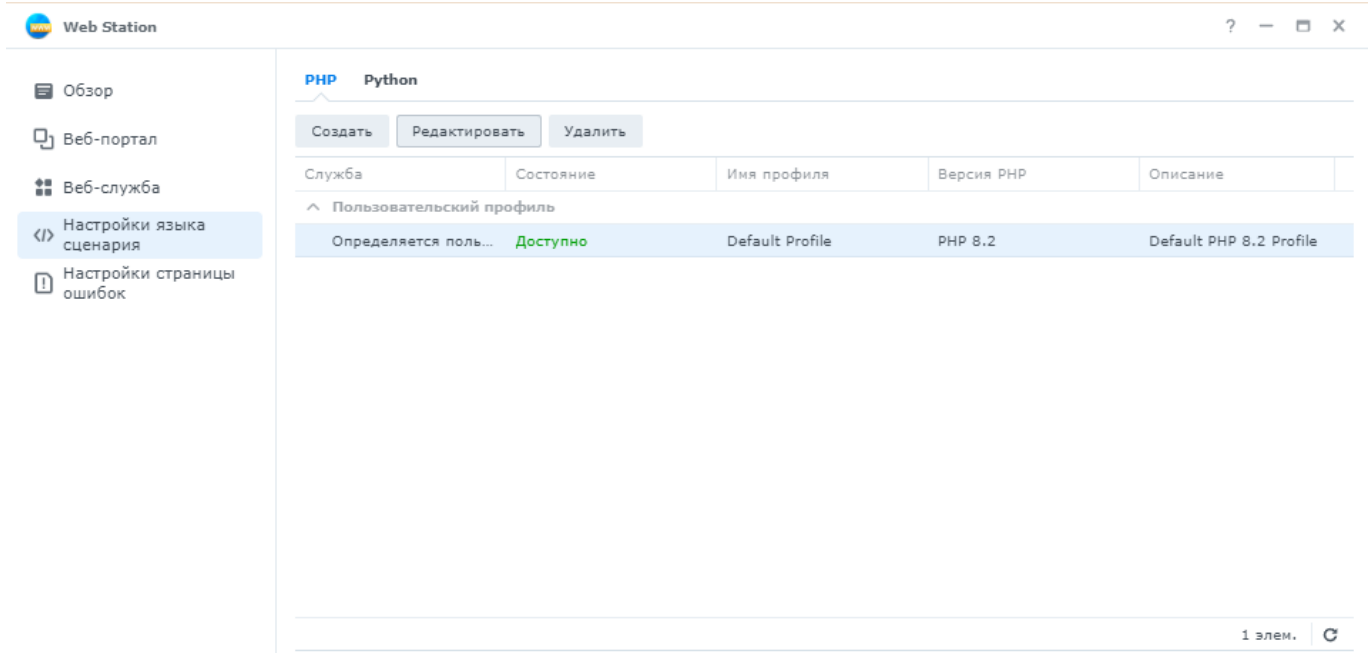 Web Station
?
Обзор
Веб-портал
Веб-служба
Настройки языка
сценария
Настройки страницы
ошибок
PHP Python
Создать Редактировать Удалить
Служба Состояние Имя профиля Версия PHP Описание
Пользовательский профиль
Определяется поль... Доступно Default Profile PHP 8.2 Default PHP 8.2 Profile
1 элем.